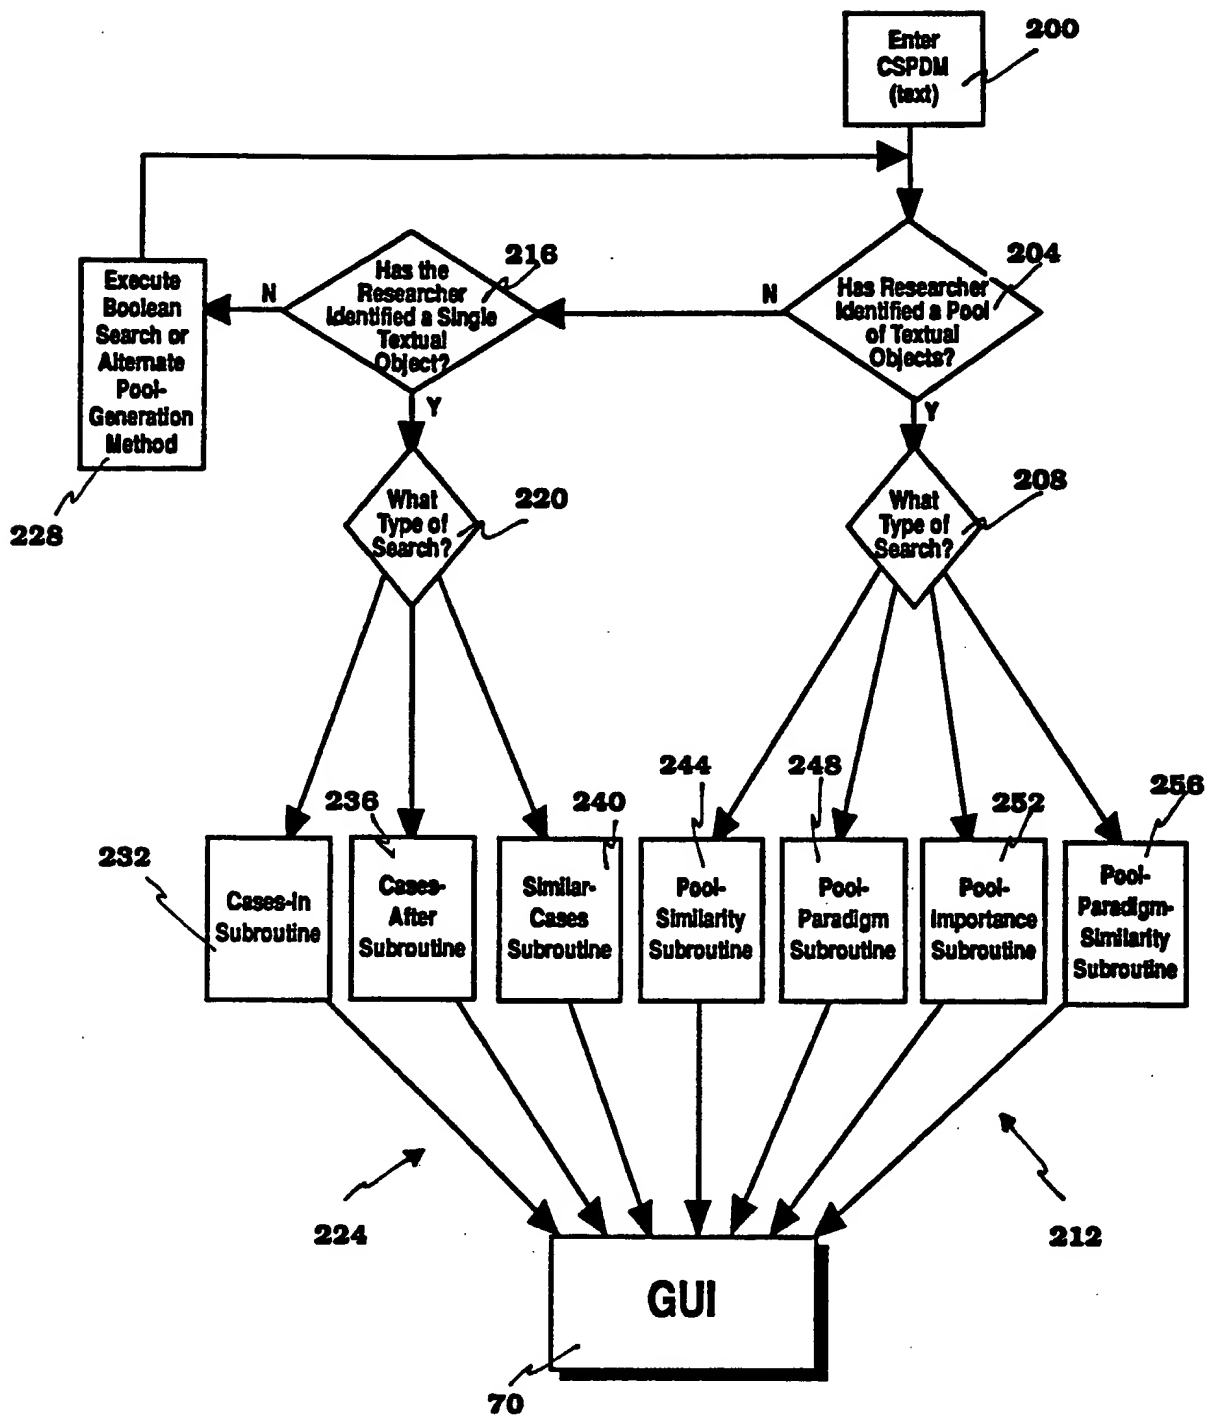 200
Enter
CSPDM
(text)
216
Has the
Researcher
Identified a Single
Textual
Object?
N
204
Has Researcher
Identified a Pool
of Textual
Objects?
N
Execute
Boolean
Search or
Alternate
Pool-
Generation
Method
228
Y
Y
What
Type of
Search?
220
What
Type of
Search?
208
232
Cases-In
Subroutine
236
Cases-
After
Subroutine
240
Similar-
Cases
Subroutine
244
Pool-
Similarity
Subroutine
248
Pool-
Paradigm
Subroutine
252
Pool-
Importance
Subroutine
256
Pool-
Paradigm-
Similarity
Subroutine
224
212
GUI
70